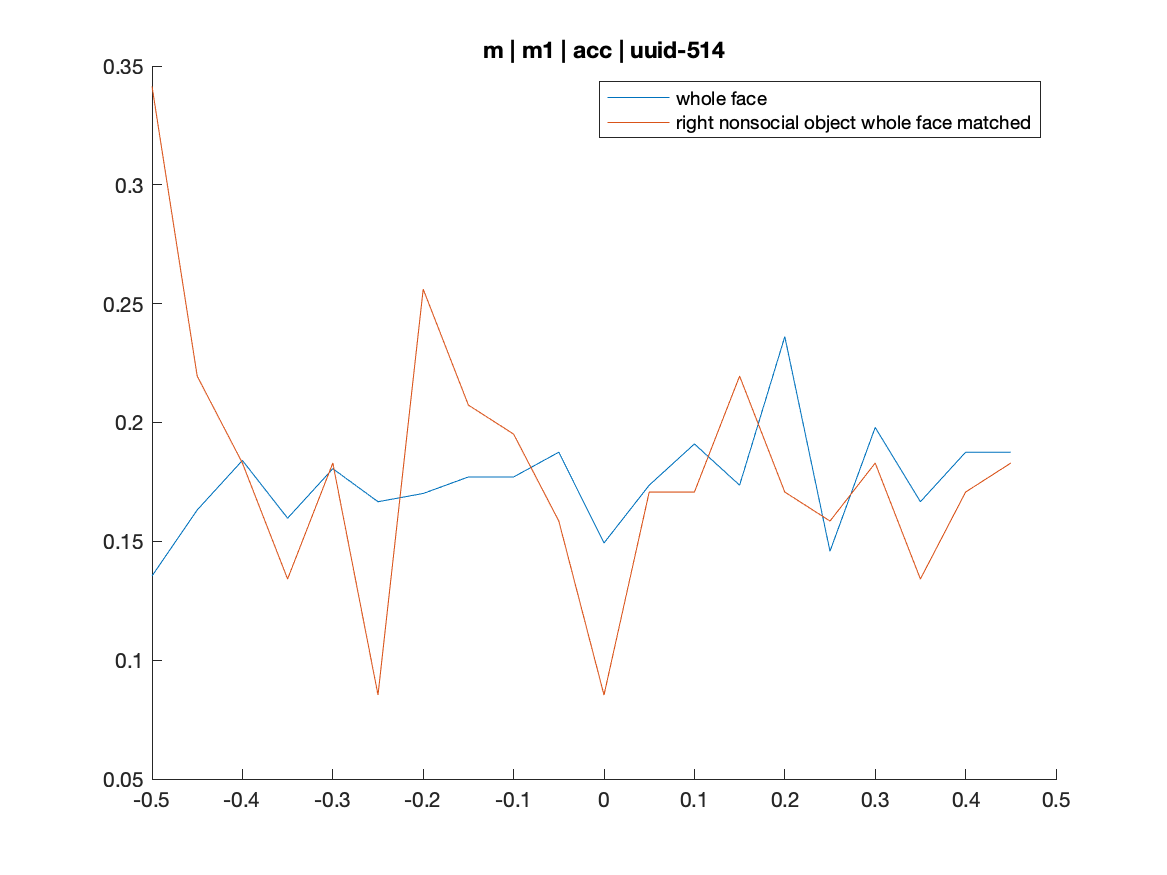 m | m1 | acc | uuid-514
whole face
right nonsocial object whole face matched
0.35
0.3
0.25
0.2
0.15
0.1
0.05
-0.5 -0.4 -0.3 -0.2 -0.1 0 0.1 0.2 0.3 0.4 0.5